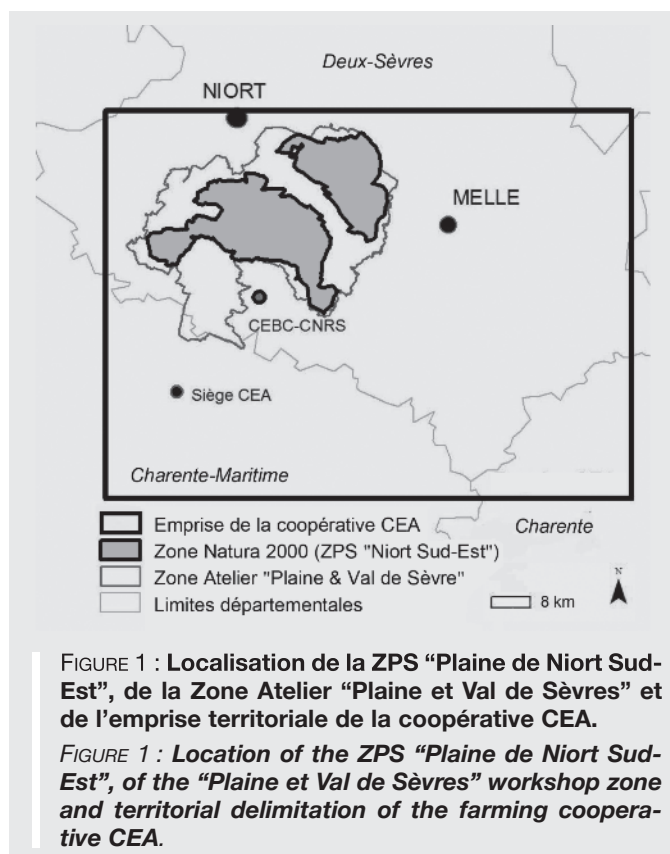 Deux-Sèvres
NIORT
MELLE
CEBC-CNRS
Siège CEA
Charente-Maritime
Emprise de la coopérative CEA
Charente
Zone Natura 2000 (ZPS "Niort Sud-Est")
Zone Atelier "Plaine & Val de Sèvre"
N
Limites départementales
8 km
FIGURE 1 : Localisation de la ZPS “Plaine de Niort Sud-
Est”, de la Zone Atelier “Plaine et Val de Sèvres” et
de l’emprise territoriale de la coopérative CEA.
FIGURE 1 : Location of the ZPS “Plaine de Niort Sud-
Est”, of the “Plaine et Val de Sèvres” workshop zone
and territorial delimitation of the farming coopera-
tive CEA.